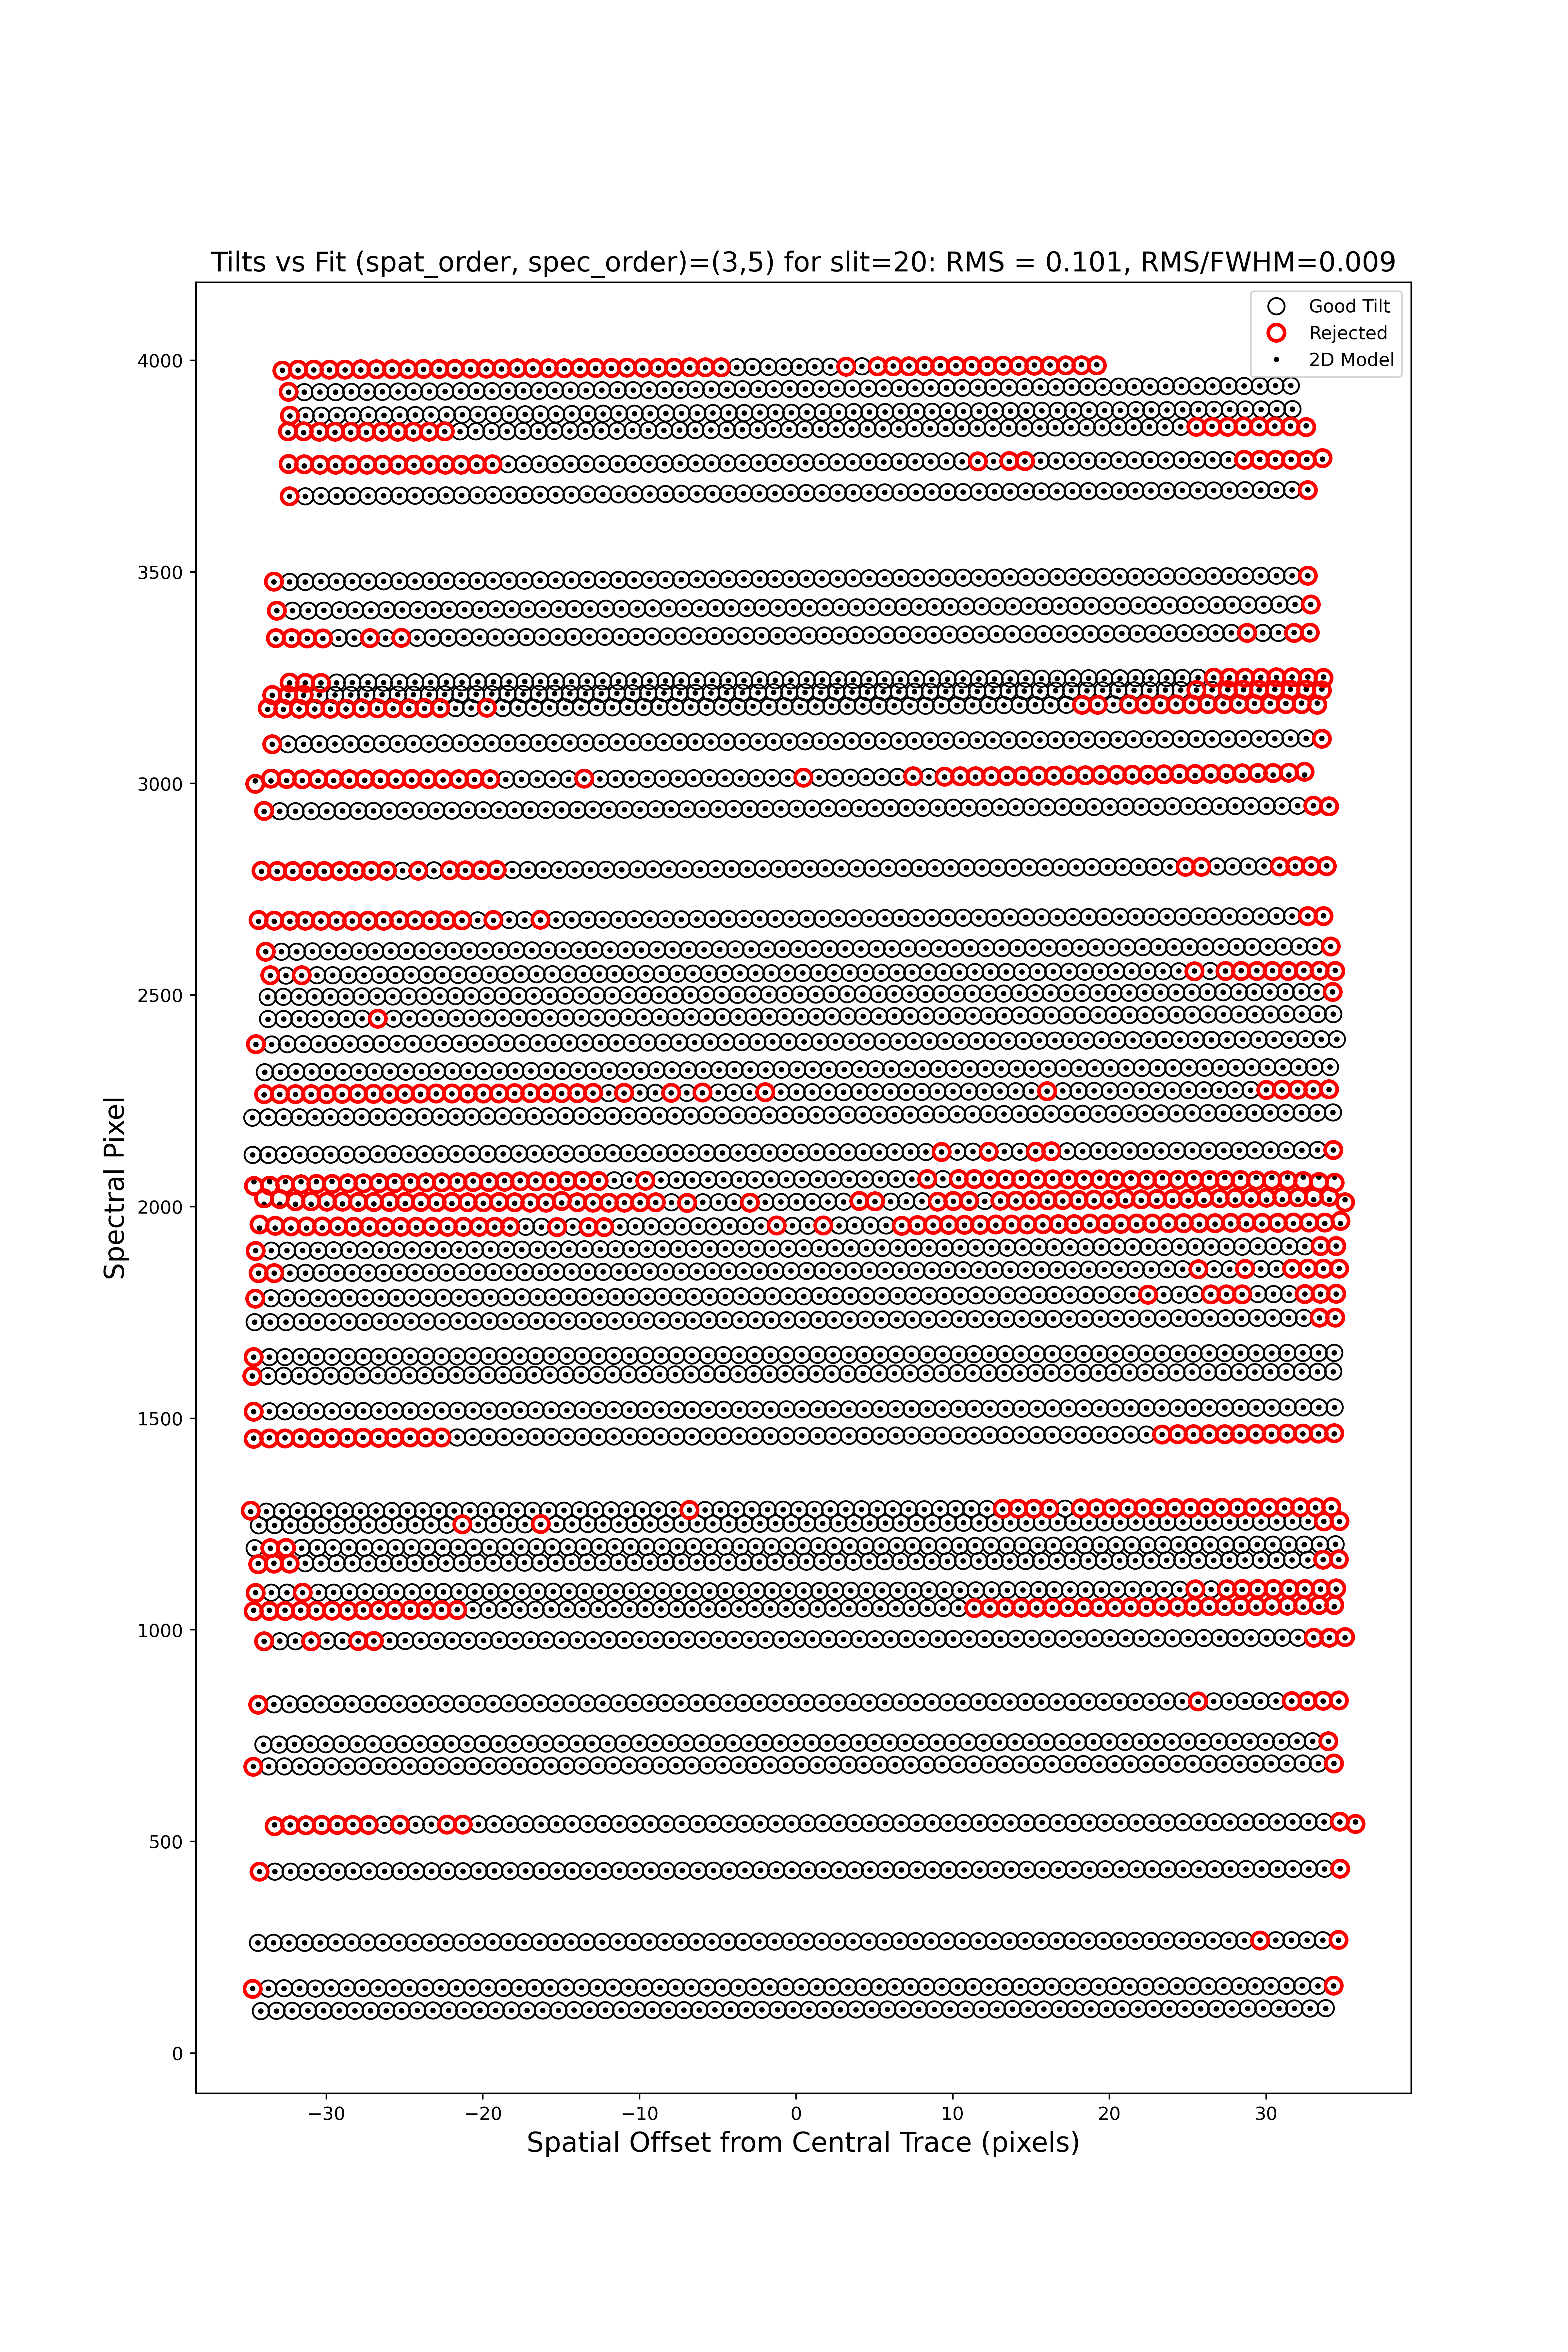 Tilts vs Fit (spat_order, spec_order)=(3,5) for slit=20: RMS = 0.101, RMS/FWHM=0.009
Good Tilt
Rejected
2D Model
4000
3500
3000
2500
2000
1500
1000
500
0
Spectral Pixel
−30 −20 −10 0 10 20 30
Spatial Offset from Central Trace (pixels)